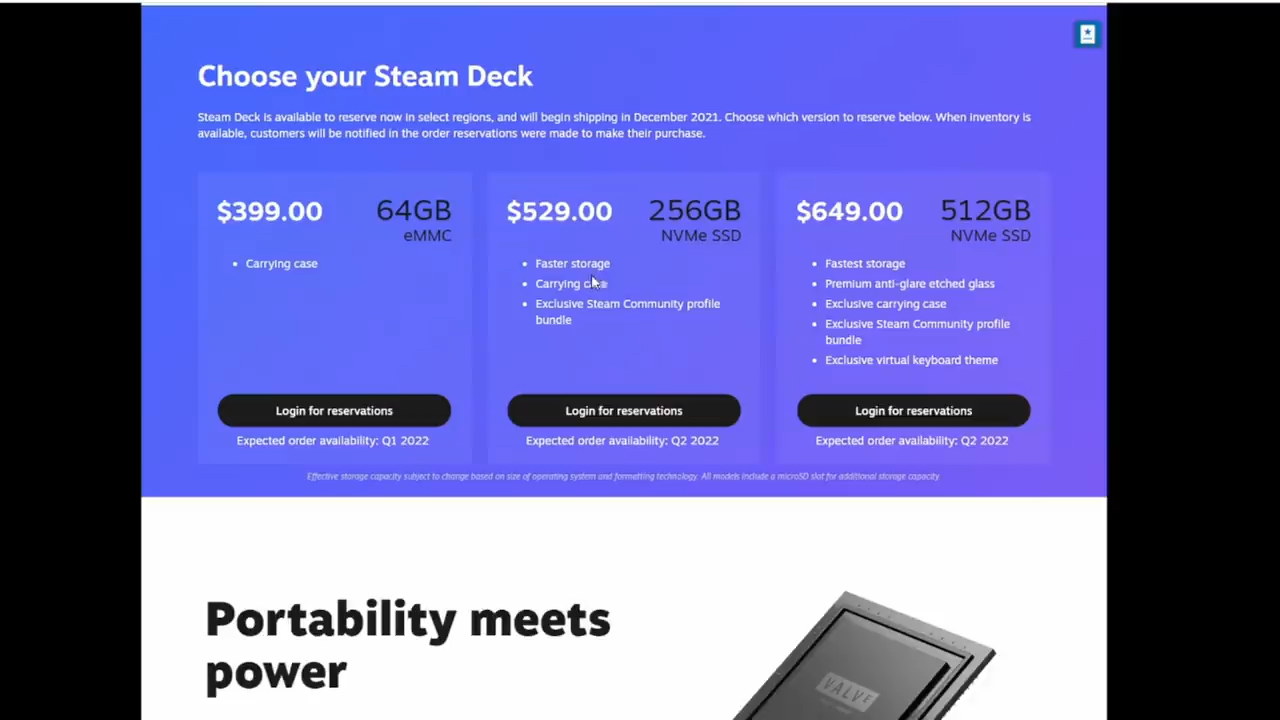 Choose your Steam Deck
Steam Deck is available to reserve now in select regions, and will begin shipping in December 2021. Choose which version to reserve below. When inventory is
available, customers will be notified in the order reservations were made to make their purchase.
$399.00 64GB
eMMC
Carrying case
Login for reservations
Expected order availability: Q1 2022
$529.00 256GB
NVMe SSD
Faster storage
Carrying case
Exclusive Steam Community profile
bundle
Login for reservations
Expected order availability: Q2 2022
$649.00 512GB
NVMe SSD
Fastest storage
Premium anti-glare etched glass
Exclusive carrying case
Exclusive Steam Community profile
bundle
Exclusive virtual keyboard theme
Login for reservations
Expected order availability: Q2 2022
Effective storage capacity subject to change based on size of operating system and formatting technology. All models include a microSD slot for additional storage capacity
Portability meets
power
VALVE